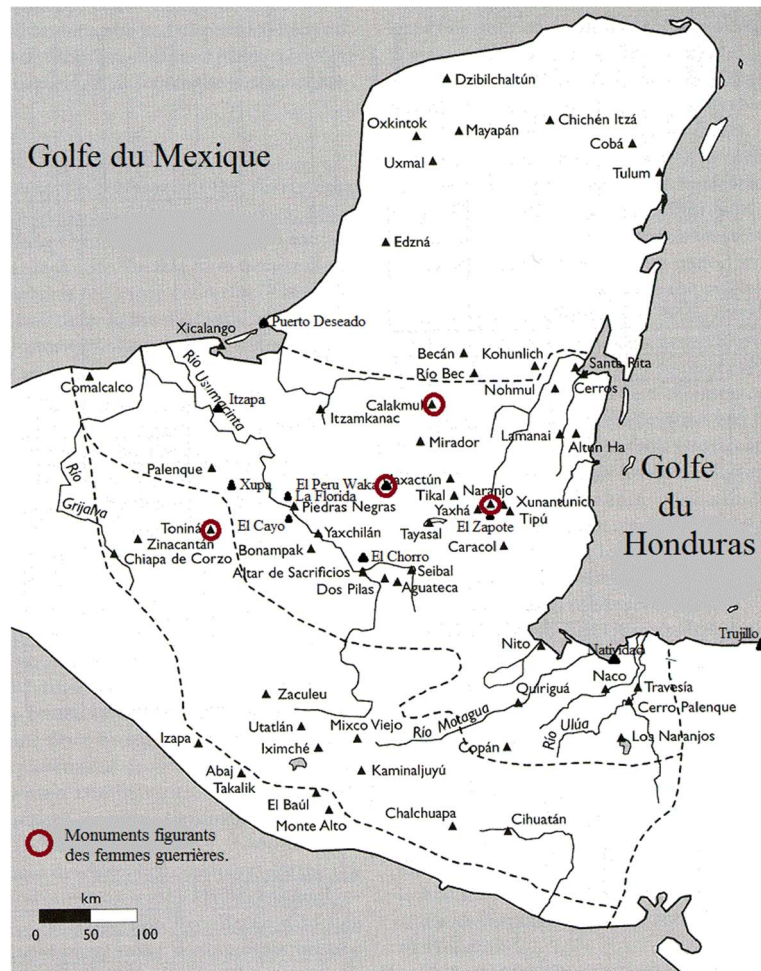 Dzibilchaltún
Oxkintok
Mayapán
Chichén Itzá
Cobá
Golfe du Mexique
Uxmal
Tulum
Edzná
Puerto Deseado
Xicalango
Becán
Kohunlich
Santa Rita
Río Bec
Comalcalco
Río Usumacinta
Nohmul
Cerros
Itzapa
Itzamkanac
Calakmul
Mirador
Lamanai
Altun Ha
Palenque
Xupa
El Peru Waka
Tikal
Naranjo
Xunantunich
Golfe
du
Honduras
La Florida
Piedras Negras
Río
Grijalva
Yaxhá
Tipú
Toniná
El Cayo
Yaxchilán
Tayasal
El Zapote
Zinacantán
Chiapa de Corzo
Bonampak
El Chorro
Caracol
Altar de Sacrificios
Seibal
Dos Pilas
Aguateca
Nito
Natividad
Trujillo
Naco
Travesía
Zaculeu
Quiriguá
Cerro Palenque
Río Motagua
Río
Ulúa
Utatlán
Mixco Viejo
Los Naranjos
Izapa
Iximché
Copán
Abaj
Takalik
Kaminaljuyú
El Baúl
Monte Alto
Chalchuapa
Cihuatán
Monuments figurants
des femmes guerrières.
km
0 50 100